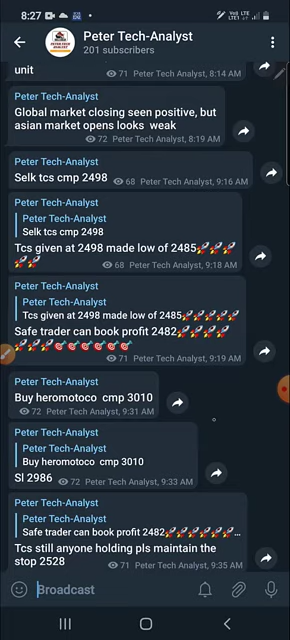 8:27
Vo) LTE
LTE1
Peter Tech-Analyst
201 subscribers
unit
71 Peter Tech-Analyst, 8:14 AM
Peter Tech-Analyst
Global market closing seen positive, but
asian market opens looks weak
72 Peter Tech-Analyst, 8:19 AM
Peter Tech-Analyst
Selk tcs cmp 2498 68 Peter Tech-Analyst, 9:16 AM
Peter Tech-Analyst
Peter Tech-Analyst
Selk tcs cmp 2498
Tcs given at 2498 made low of 2485🚀🚀🚀
🚀🚀
68 Peter Tech-Analyst, 9:18 AM
Peter Tech-Analyst
Peter Tech-Analyst
Tcs given at 2498 made low of 2485🚀🚀🚀🚀🚀
Safe trader can book profit 2482🚀🚀🚀🚀
🚀🚀🚀🎯🎯🎯🎯🎯🎯
71 Peter Tech-Analyst, 9:19 AM
Peter Tech-Analyst
Buy heromotoco cmp 3010
72 Peter Tech-Analyst, 9:31 AM
Peter Tech-Analyst
Peter Tech-Analyst
Buy heromotoco cmp 3010
Sl 2986 72 Peter Tech-Analyst, 9:33 AM
Peter Tech-Analyst
Peter Tech-Analyst
Safe trader can book profit 2482🚀🚀🚀🚀🚀🚀...
Tcs still anyone holding pls maintain the
stop 2528
71 Peter Tech-Analyst, 9:35 AM
Broadcast